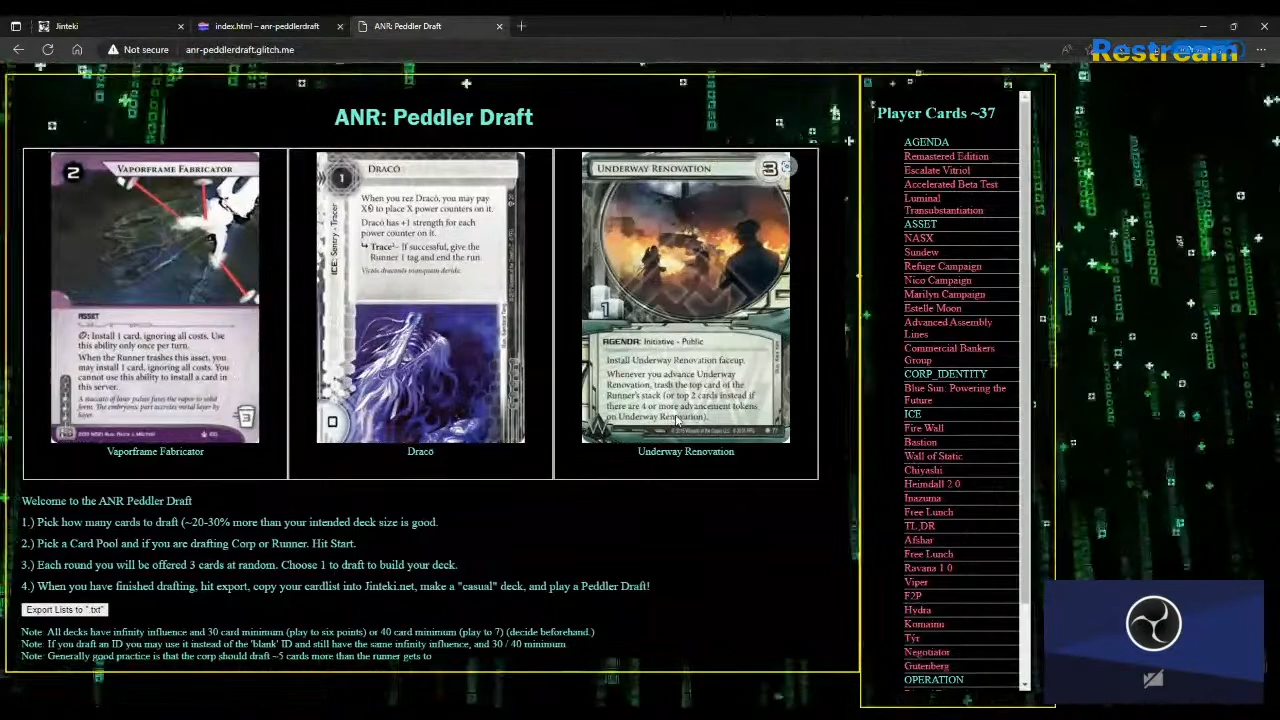 Jinteki
index.html – anr-peddlerdraft
ANR: Peddler Draft
Not secure
anr-peddlerdraft.glitch.me
Restream
ANR: Peddler Draft
2
VAPORFRAME FABRICATOR
ASSET
: Install 1 card, ignoring all costs. Use
this ability only once per turn.
When the Runner trashes this asset, you
may install 1 card, ignoring all costs. You
cannot use this ability to install a card in
this server.
3
Vaporframe Fabricator
1
DRACŌ
ICE: Sentry - Tracer
When you rez Dracō, you may pay
X to place X power counters on it.
Dracō has +1 strength for each
power counter on it.
Trace – If successful, give the
Runner 1 tag and end the run.
0
Dracō
UNDERWAY RENOVATION
3
1
AGENDA: Initiative - Public
Install Underway Renovation faceup.
Whenever you advance Underway
Renovation, trash the top card of the
Runner's stack (or top 2 cards instead if
there are 4 or more advancement tokens
on Underway Renovation).
Underway Renovation
Welcome to the ANR Peddler Draft
1.) Pick how many cards to draft (~20-30% more than your intended deck size is good.
2.) Pick a Card Pool and if you are drafting Corp or Runner. Hit Start.
3.) Each round you will be offered 3 cards at random. Choose 1 to draft to build your deck.
4.) When you have finished drafting, hit export, copy your cardlist into Jinteki.net, make a "casual" deck, and play a Peddler Draft!
Export Lists to ".txt"
Note: All decks have infinity influence and 30 card minimum (play to six points) or 40 card minimum (play to 7) (decide beforehand.)
Note: If you draft an ID you may use it instead of the 'blank' ID and still have the same infinity influence, and 30 / 40 minimum
Note: Generally good practice is that the corp should draft ~5 cards more than the runner gets to
Player Cards ~37
AGENDA
Remastered Edition
Escalate Vitriol
Accelerated Beta Test
Luminal
Transubstantiation
ASSET
NASX
Sundew
Refuge Campaign
Nico Campaign
Marilyn Campaign
Estelle Moon
Advanced Assembly
Lines
Commercial Bankers
Group
CORP_IDENTITY
Blue Sun: Powering the
Future
ICE
Fire Wall
Bastion
Wall of Static
Chiyashi
Heimdall 2.0
Inazuma
Free Lunch
TL;DR
Afshar
Free Lunch
Ravana 1.0
Viper
F2P
Hydra
Komainu
Týr
Negotiator
Gutenberg
OPERATION